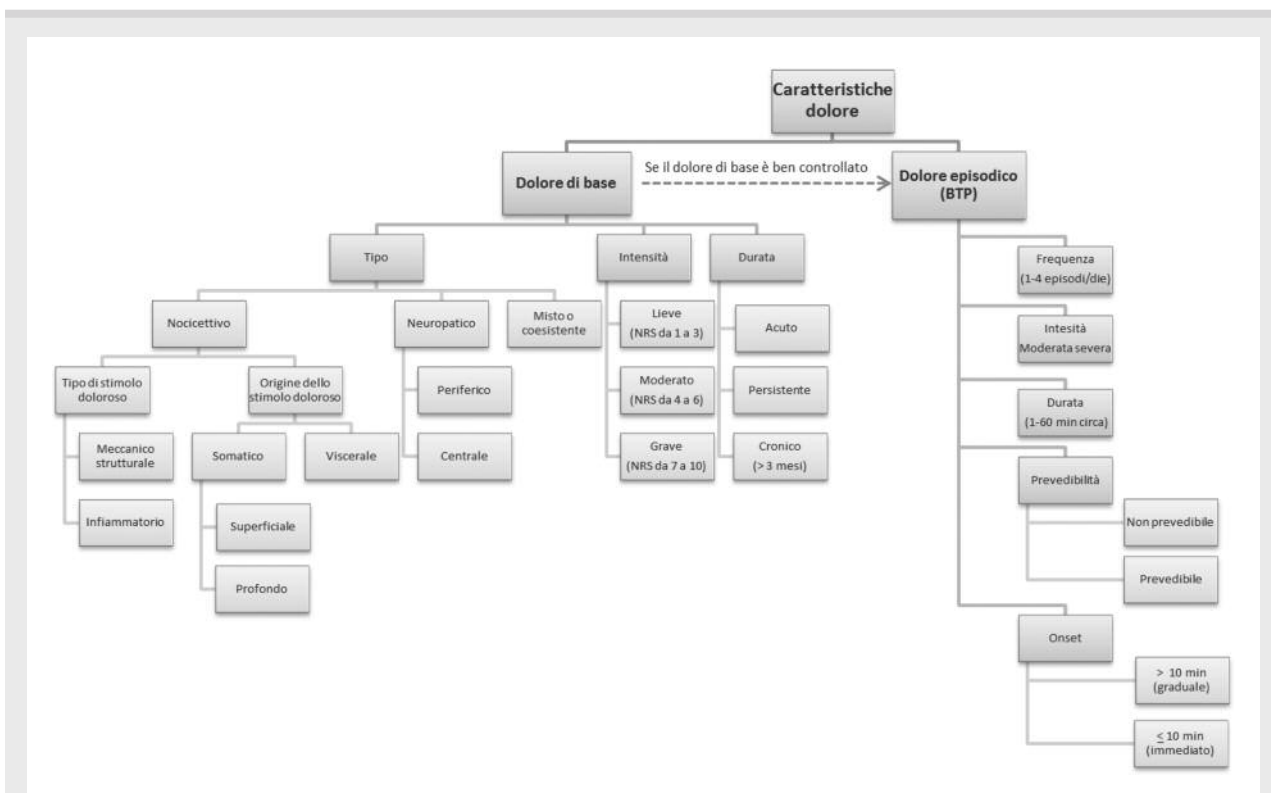 Caratteristiche
dolore
Dolore di base
Se il dolore di base è ben controllato
Dolore episodico
(BTP)
Tipo
Intensità
Durata
Nocicettivo
Neuropatico
Misto o
coesistente
Tipo di stimolo
doloroso
Origine dello
stimolo doloroso
Meccanico
strutturale
Infiammatorio
Somatico
Viscerale
Superficiale
Profondo
Periferico
Centrale
Lieve
(NRS da 1 a 3)
Moderato
(NRS da 4 a 6)
Grave
(NRS da 7 a 10)
Acuto
Persistente
Cronico
(> 3 mesi)
Frequenza
(1-4 episodi/die)
Intesità
Moderata severa
Durata
(1-60 min circa)
Prevedibilità
Non prevedibile
Prevedibile
Onset
> 10 min
(graduale)
≤ 10 min
(immediato)